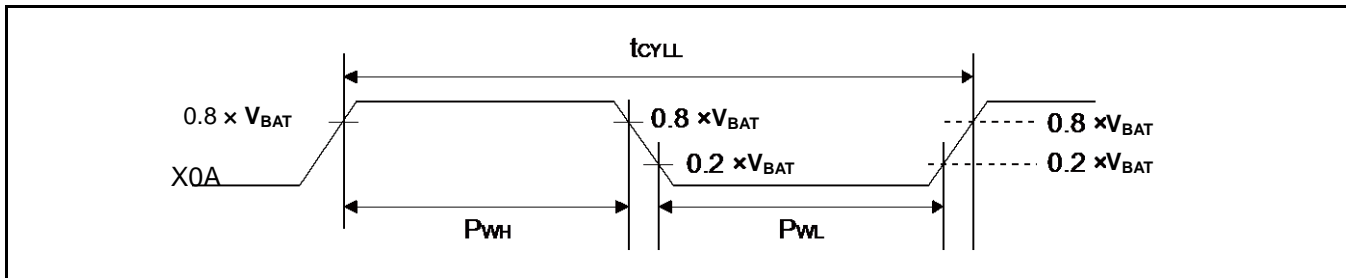 tCYLL
0.8 × VBAT
0.8 ×VBAT
0.8 ×VBAT
0.2 ×VBAT
0.2 ×VBAT
X0A
PWH
PWL